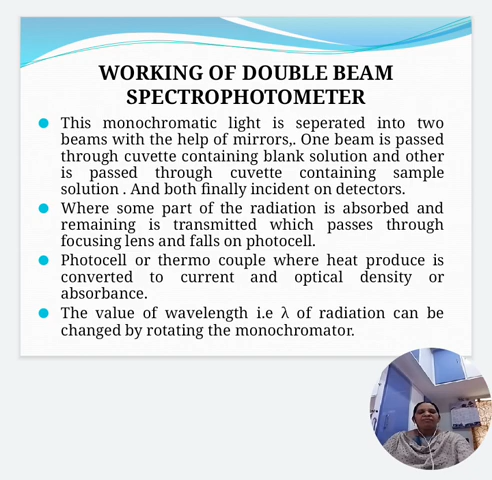 WORKING OF DOUBLE BEAM
SPECTROPHOTOMETER
This monochromatic light is seperated into two
beams with the help of mirrors,. One beam is passed
through cuvette containing blank solution and other
is passed through cuvette containing sample
solution . And both finally incident on detectors.
Where some part of the radiation is absorbed and
remaining is transmitted which passes through
focusing lens and falls on photocell.
Photocell or thermo couple where heat produce is
converted to current and optical density or
absorbance.
The value of wavelength i.e λ of radiation can be
changed by rotating the monochromator.